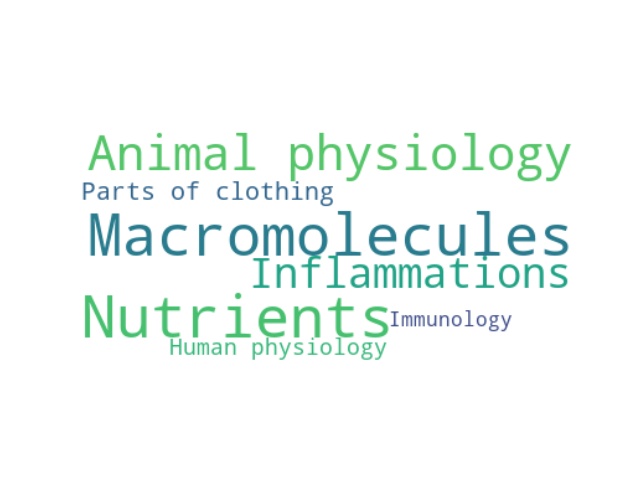 Animal physiology
Parts of clothing
Macromolecules
Inflammations
Nutrients
Immunology
Human physiology